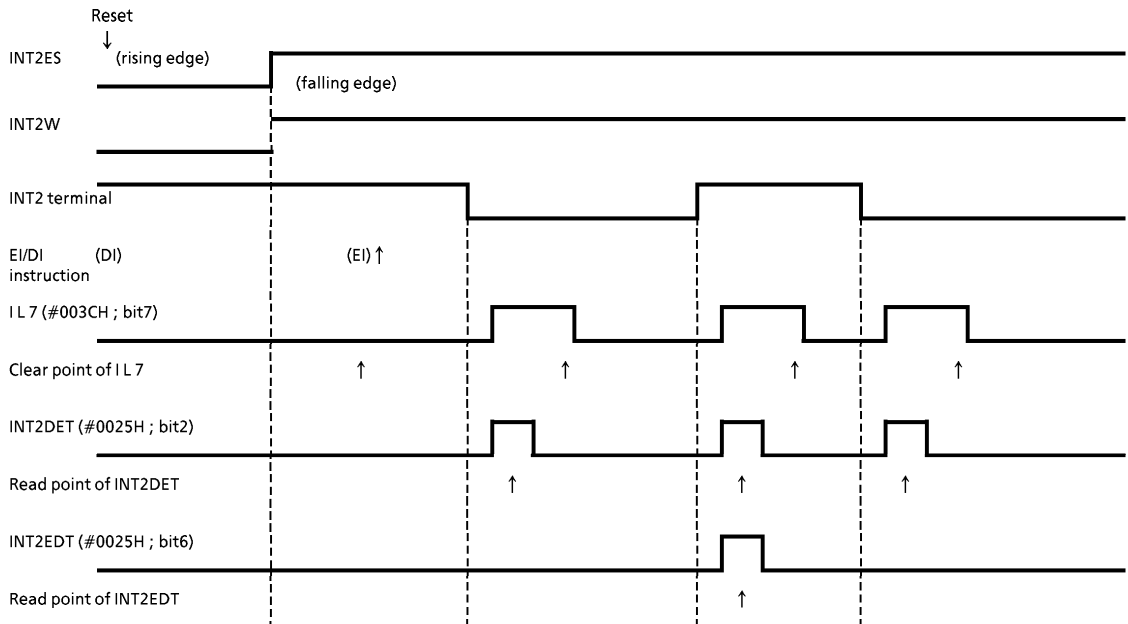 Reset
↓
INT2ES (rising edge)
(falling edge)
INT2W
INT2 terminal
EI/DI (DI) (EI) ↑
instruction
I L 7 (#003CH ; bit7)
Clear point of I L 7 ↑ ↑ ↑ ↑
INT2DET (#0025H ; bit2)
Read point of INT2DET ↑ ↑ ↑
INT2EDT (#0025H ; bit6)
Read point of INT2EDT ↑